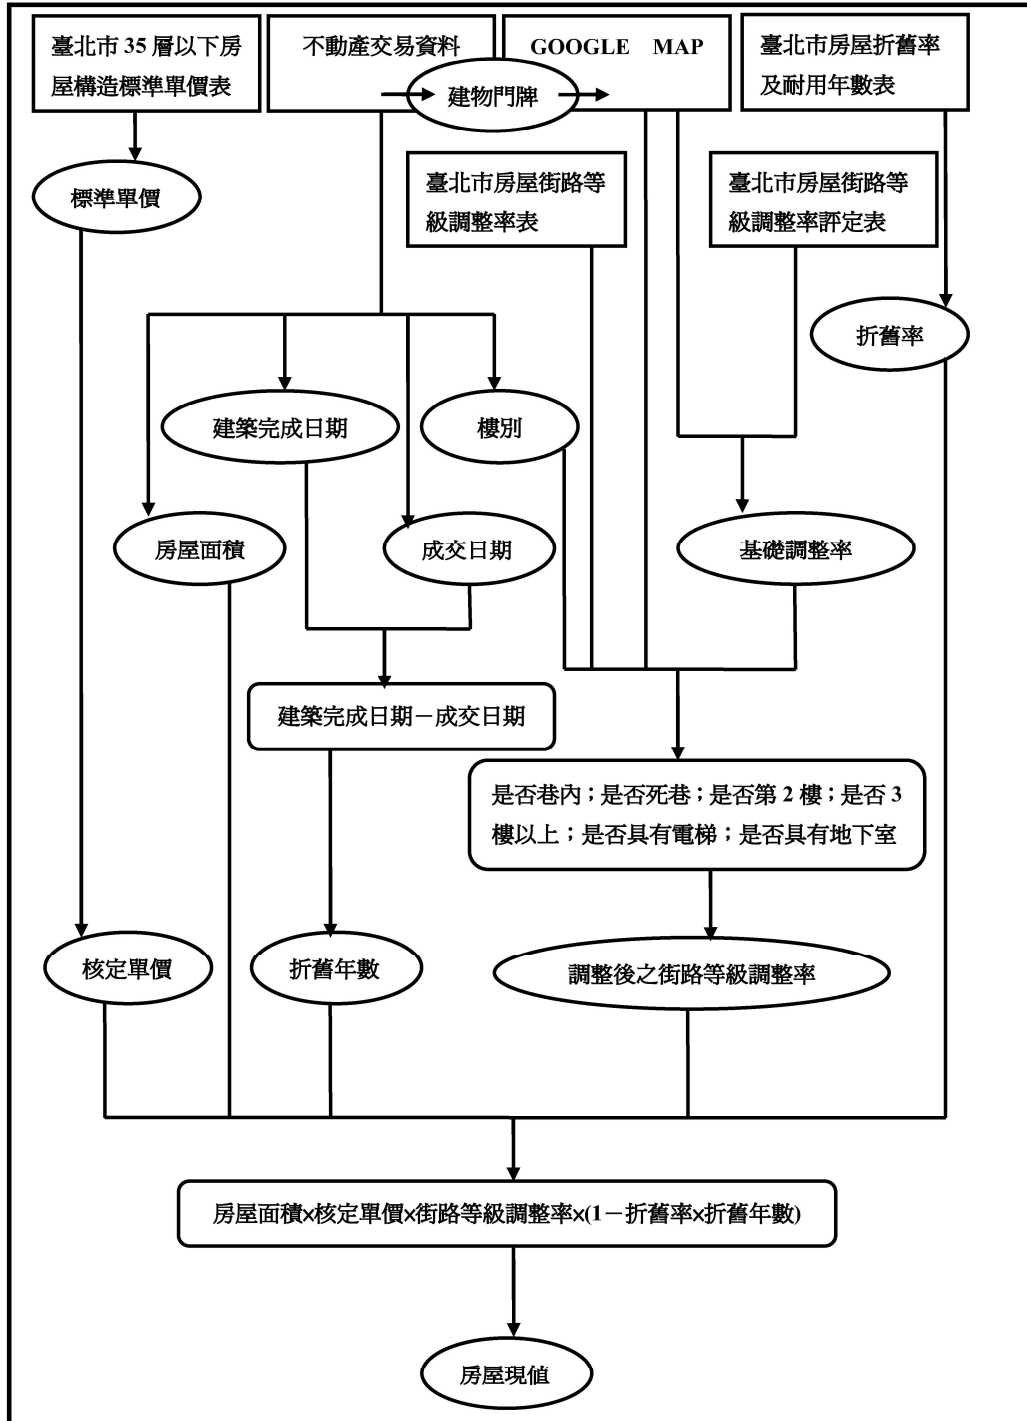 臺北市 35 層以下房
屋構造標準單價表
不動產交易資料
GOOGLE MAP
臺北市房屋折舊率
及耐用年數表
建物門牌
標準單價
臺北市房屋街路等
級調整率表
臺北市房屋街路等
級調整率評定表
折舊率
建築完成日期
樓別
房屋面積
成交日期
基礎調整率
建築完成日期－成交日期
是否巷內；是否死巷；是否第 2 樓；是否 3
樓以上；是否具有電梯；是否具有地下室
核定單價
折舊年數
調整後之街路等級調整率
房屋面積×核定單價×街路等級調整率×(1－折舊率×折舊年數)
房屋現值